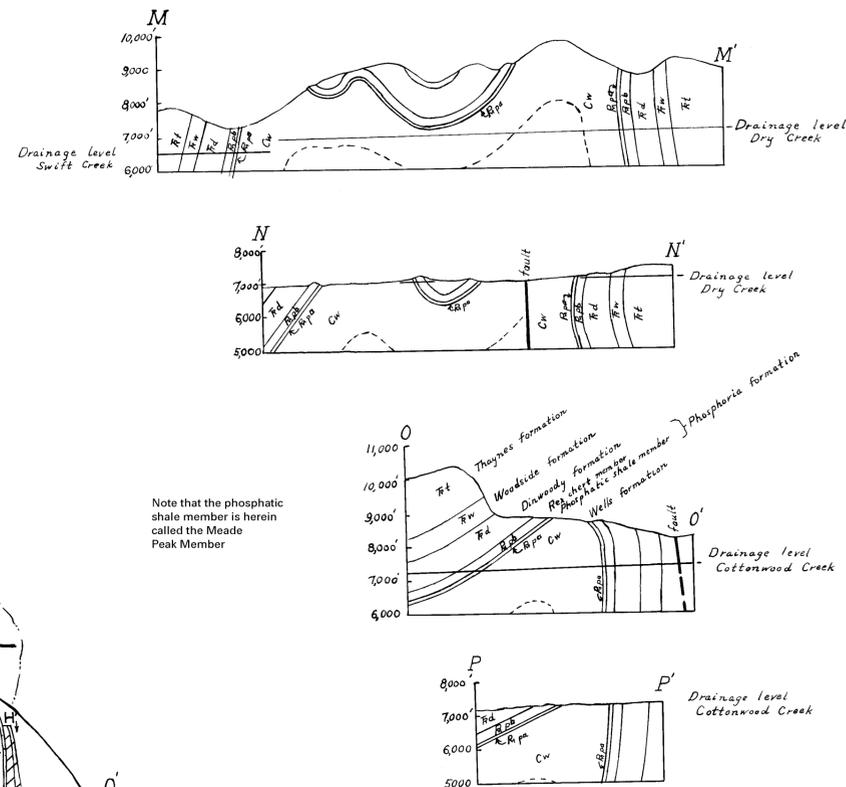 M
10,000'
9,000
8,000'
7,000
6,000
M'
Drainage level
Swift Creek
Drainage level
Dry Creek
Cw
Cw
N
8,000'
7,000
6,000
5,000
N'
fault
Cw
Cw
Drainage level
Dry Creek
O
11,000
10,000'
9,000
8,000'
7,000
6,000
Thaynes formation
Woodside formation
Dinwoody formation
Rex chert member
Phosphatic shale member
Phosphoria formation
Wells formation
fault
O'
Cw
Drainage level
Cottonwood Creek
Note that the phosphatic
shale member is herein
called the Meade
Peak Member
P
8,000
7,000
6,000
5000
P'
Cw
Drainage level
Cottonwood Creek
H'
O'